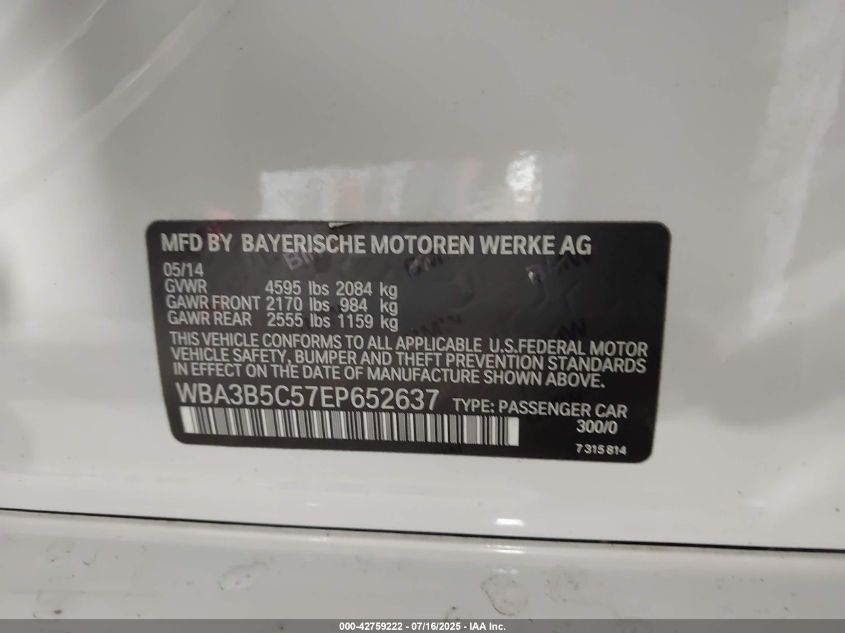 MFD BY BAYERISCHE MOTOREN WERKE AG
05/14
GVWR 4595 lbs 2084 kg
GAWR FRONT 2170 lbs 984 kg
GAWR REAR 2555 lbs 1159 kg
THIS VEHICLE CONFORMS TO ALL APPLICABLE U.S.FEDERAL MOTOR
VEHICLE SAFETY, BUMPER AND THEFT PREVENTION STANDARDS
IN EFFECT ON THE DATE OF MANUFACTURE SHOWN ABOVE.
WBA3B5C57EP652637 TYPE: PASSENGER CAR
300/0
7 315 814
000-42759222 - 07/16/2025 - IAA Inc.